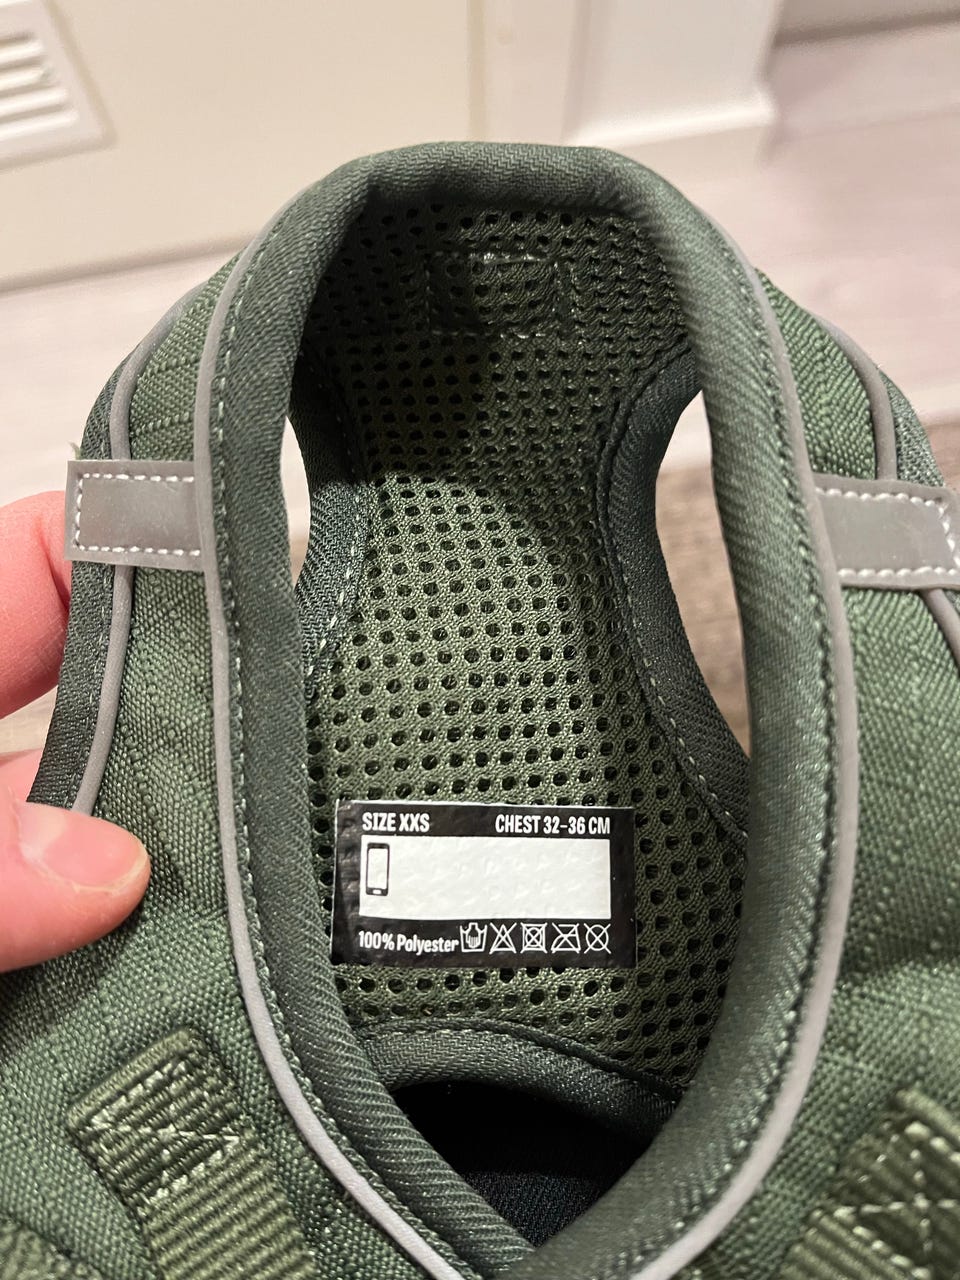 SIZE XXS CHEST 32-36 CM
100% Polyester